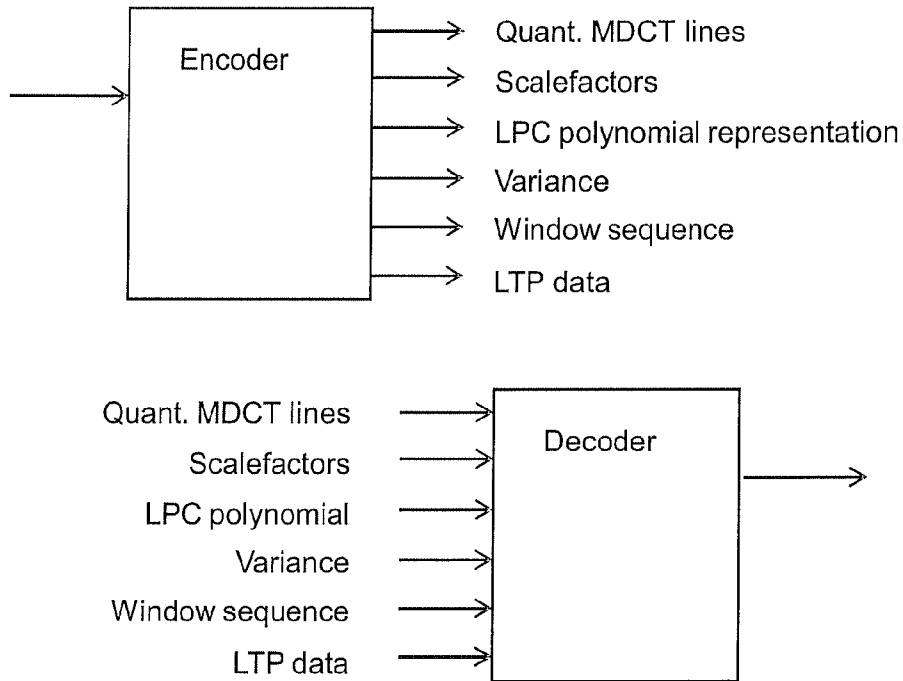 Encoder
Quant. MDCT lines
Scalefactors
LPC polynomial representation
Variance
Window sequence
LTP data
Quant. MDCT lines
Scalefactors
LPC polynomial
Variance
Window sequence
LTP data
Decoder